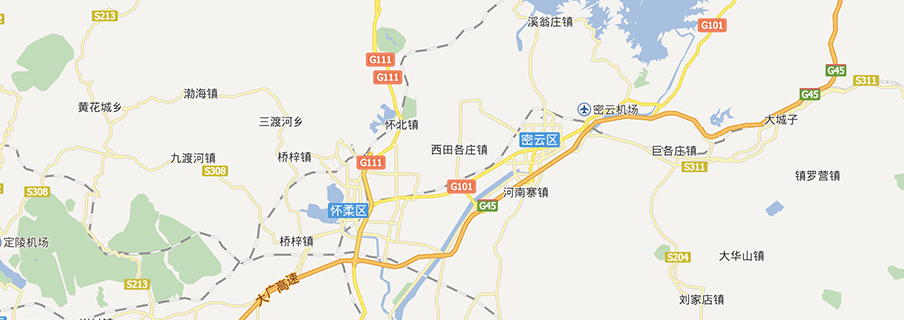 S213
溪翁庄镇
G101
G111
G111
G45
S311
G45
渤海镇
黄花城乡
密云机场
三渡河乡
怀北镇
大城子
密云区
西田各庄镇
巨各庄镇
九渡河镇
桥梓镇
G111
S308
S311
镇罗营镇
S308
G101
河南寨镇
G45
怀柔区
定陵机场
桥梓镇
S204
大华山镇
S213
大广高速
刘家店镇